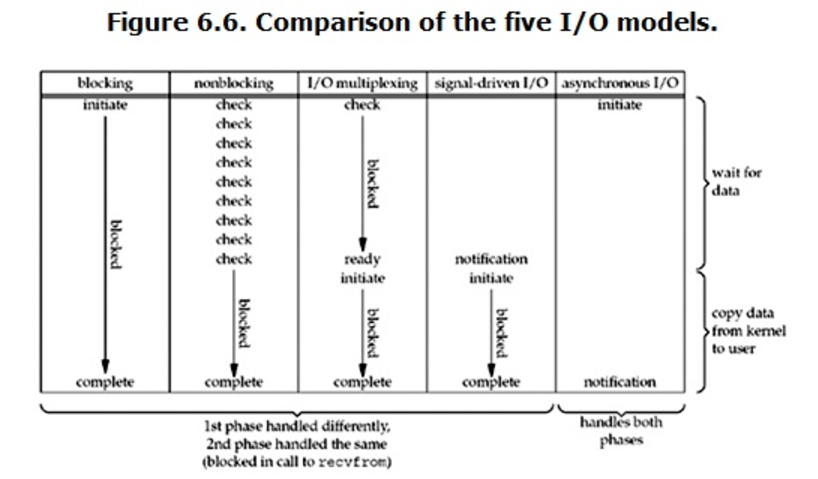 Figure 6.6. Comparison of the five I/O models.
blocking nonblocking I/O multiplexing signal-driven I/O asynchronous I/O
initiate check check initiate
check
check
check
check
check
check
check
check ready notification
initiate initiate
blocked blocked
blocked blocked blocked
complete complete complete complete notification
wait for
data
copy data
from kernel
to user
1st phase handled differently,
2nd phase handled the same
(blocked in call to recvfrom)
handles both
phases